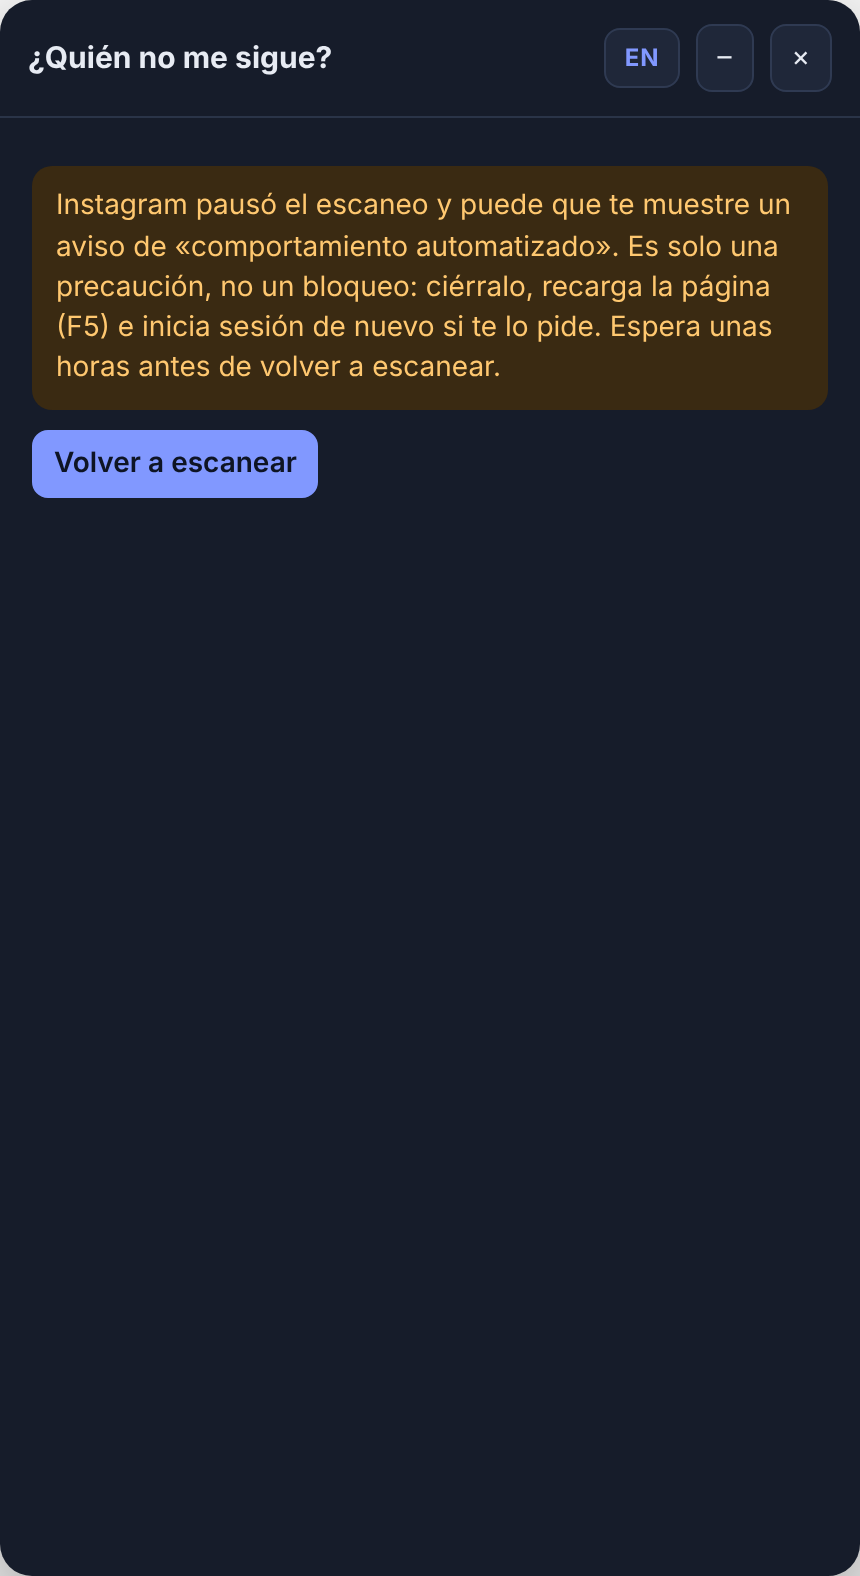 ¿Quién no me sigue?
EN
−
×
Instagram pausó el escaneo y puede que te muestre un
aviso de «comportamiento automatizado». Es solo una
precaución, no un bloqueo: ciérralo, recarga la página
(F5) e inicia sesión de nuevo si te lo pide. Espera unas
horas antes de volver a escanear.
Volver a escanear